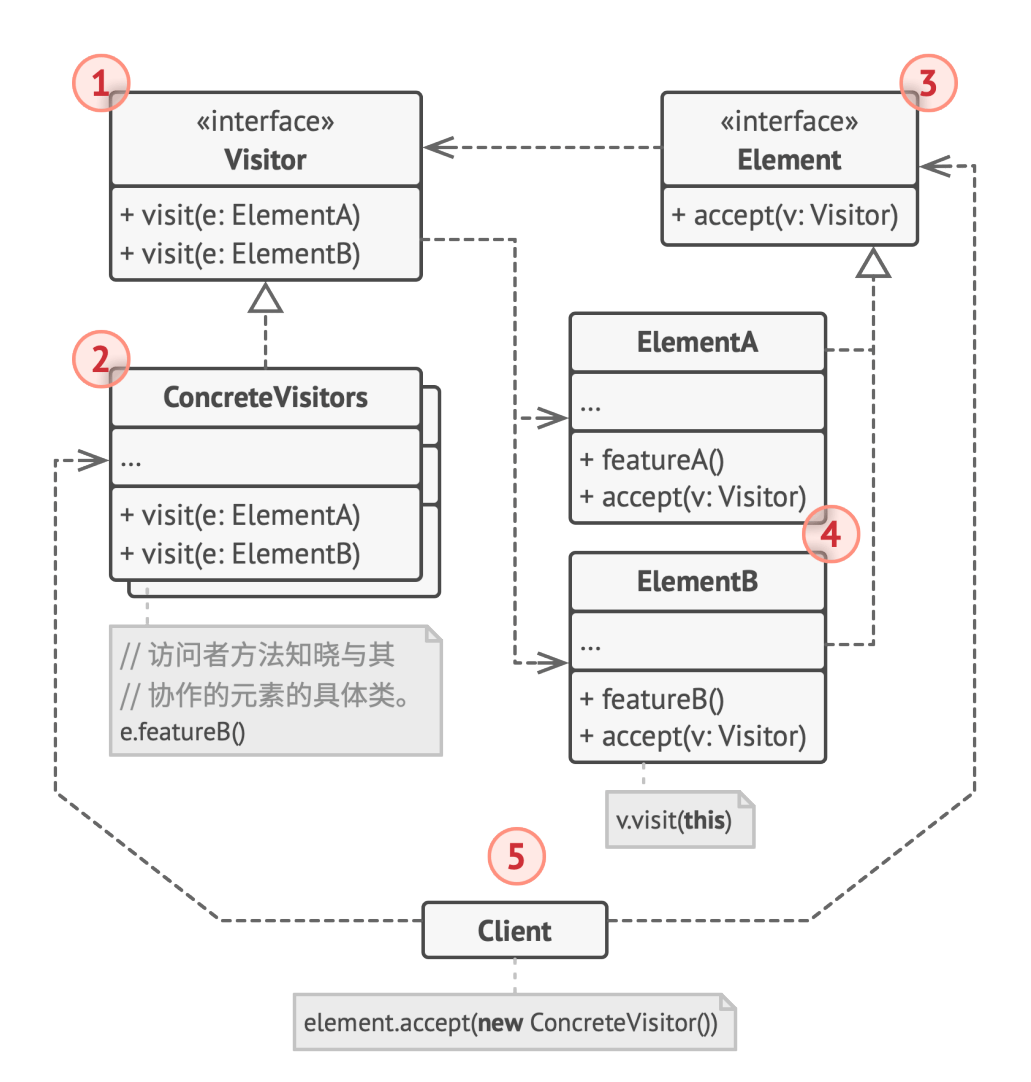 1
«interface»
Visitor
+ visit(e: ElementA)
+ visit(e: ElementB)
3
«interface»
Element
+ accept(v: Visitor)
2
ConcreteVisitors
...
+ visit(e: ElementA)
+ visit(e: ElementB)
// 访问者方法知晓与其
// 协作的元素的具体类。
e.featureB()
ElementA
...
+ featureA()
+ accept(v: Visitor)
4
ElementB
...
+ featureB()
+ accept(v: Visitor)
v.visit(this)
5
Client
element.accept(new ConcreteVisitor())